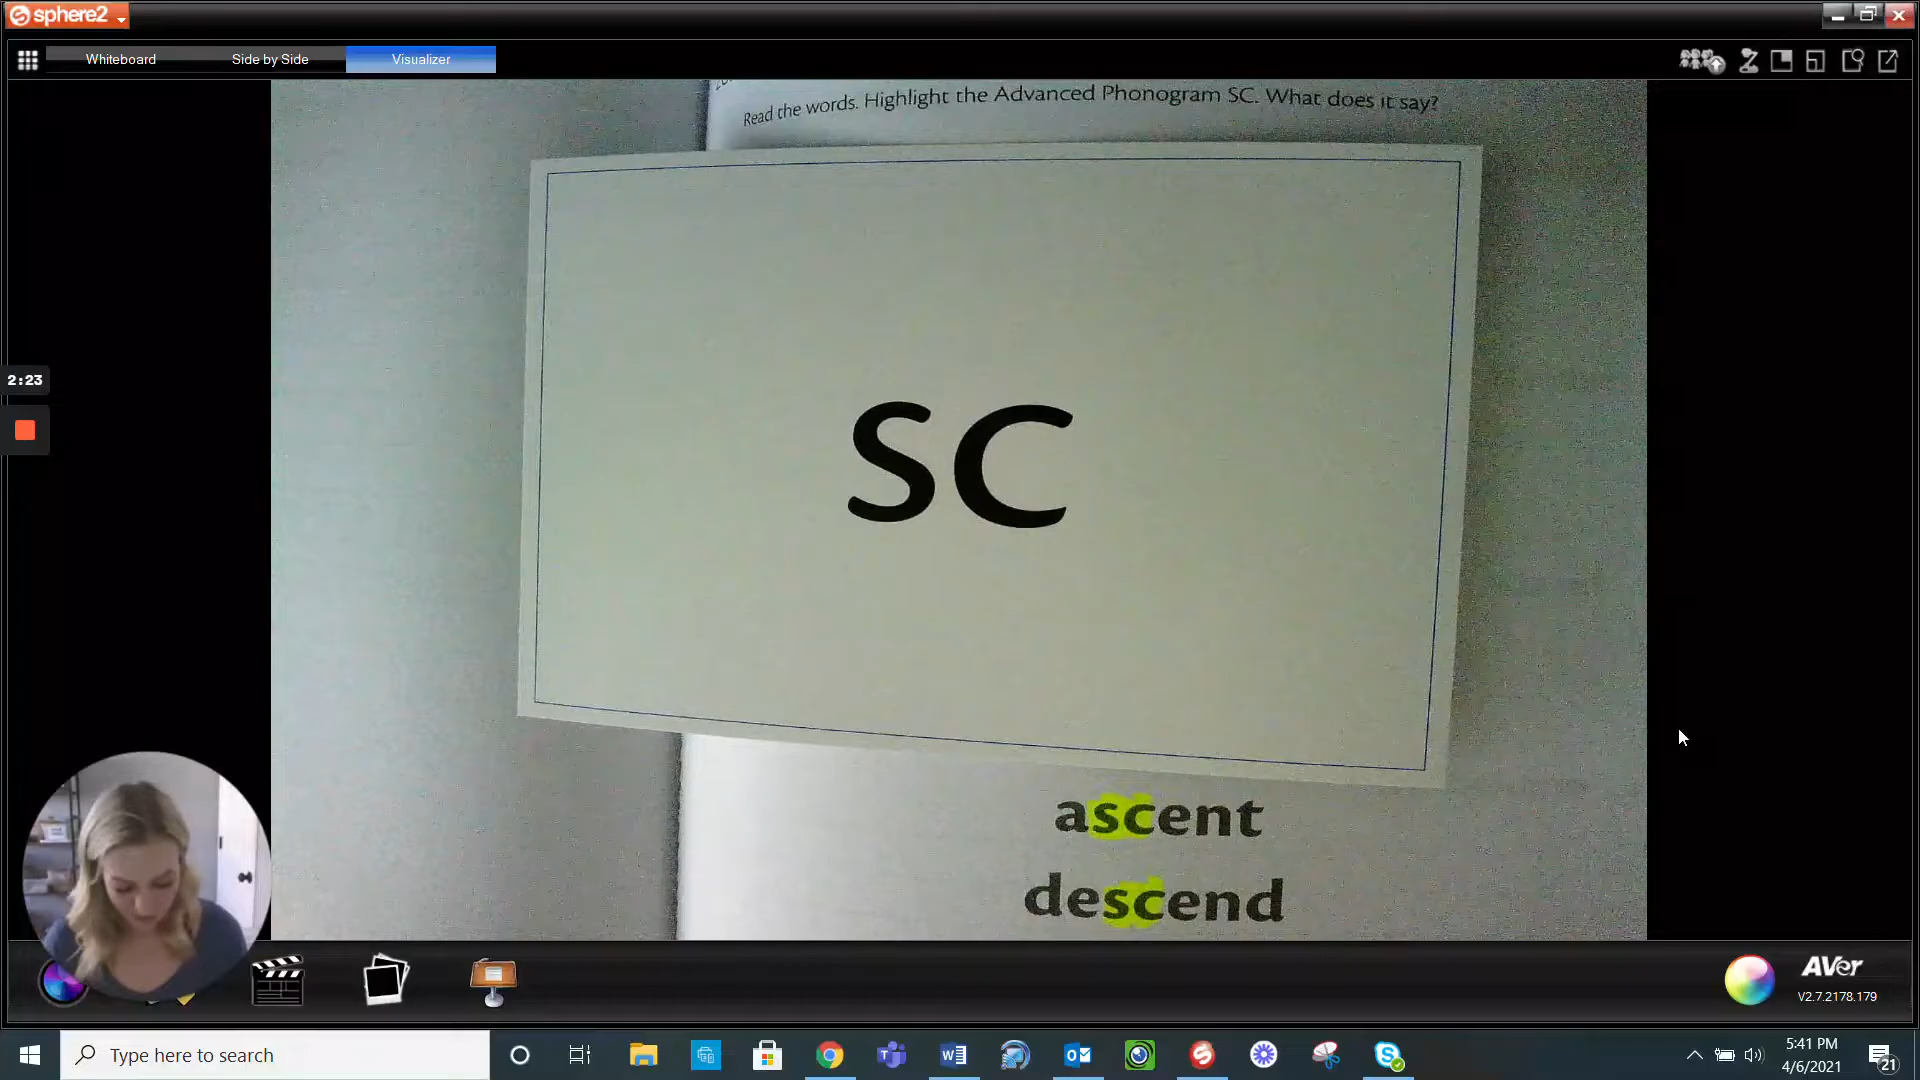 sphere2
Whiteboard
Side by Side
Visualizer
Read the words. Highlight the Advanced Phonogram SC. What does it say?
SC
2:23
ascent
descend
AVer
V2.7.2178.179
Type here to search
5:41 PM
4/6/2021
21